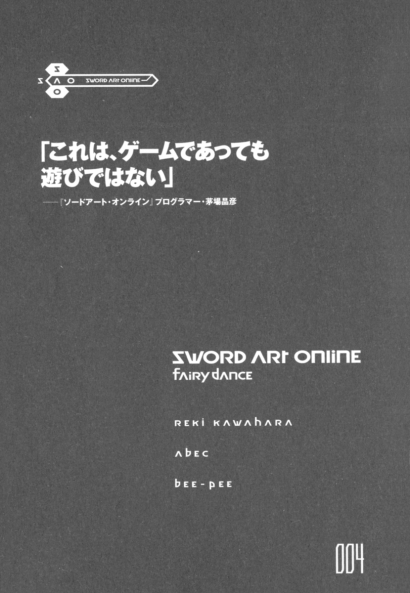 SAO
SAO SWORD ART ONLINE
「これは、ゲームであっても
遊びではない」
――『ソードアート・オンライン』プログラマー・茅場晶彦
SWORD ART ONLINE
fAiRy dANCE
REKi KAWAhARA
AbEC
bEE-pEE
004